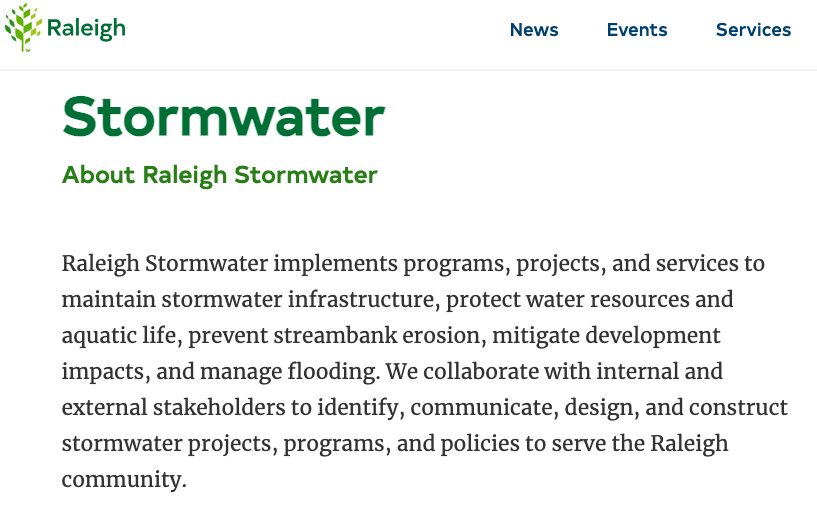 Raleigh
News Events Services
Stormwater
About Raleigh Stormwater
Raleigh Stormwater implements programs, projects, and services to
maintain stormwater infrastructure, protect water resources and
aquatic life, prevent streambank erosion, mitigate development
impacts, and manage flooding. We collaborate with internal and
external stakeholders to identify, communicate, design, and construct
stormwater projects, programs, and policies to serve the Raleigh
community.